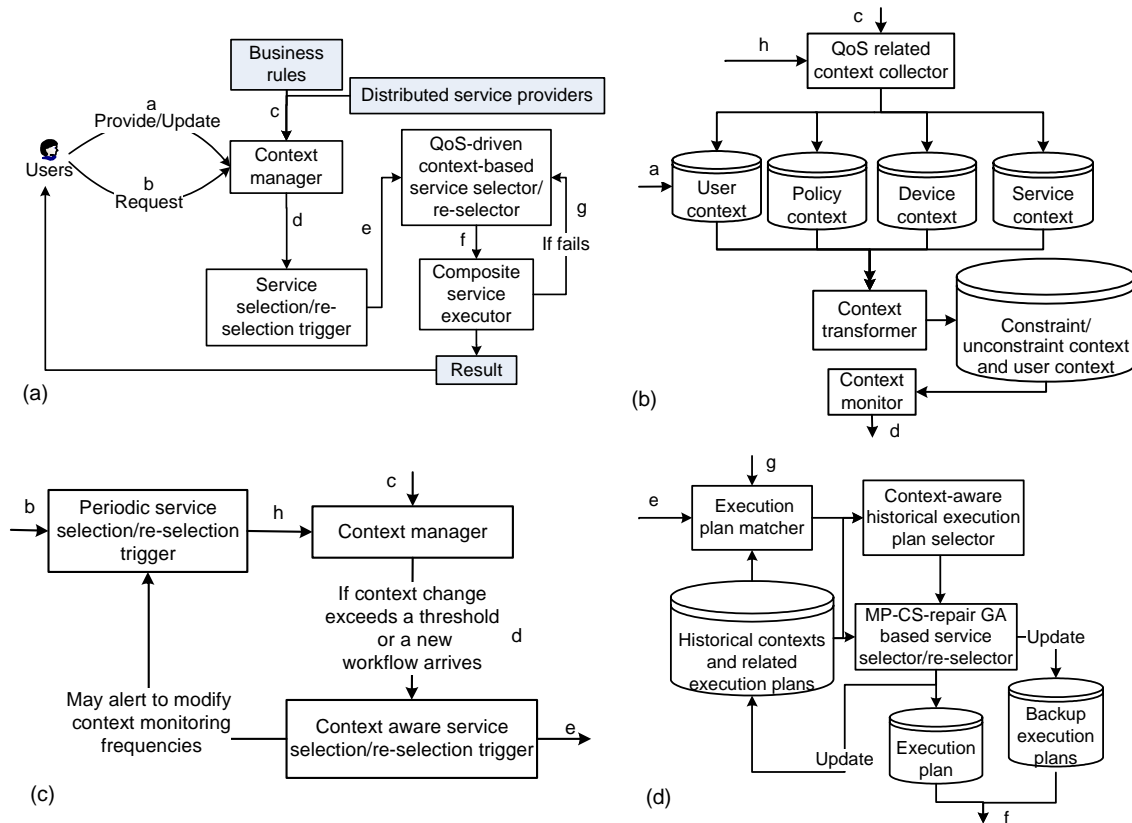 Business
rules
Distributed service providers
a
Provide/Update
c
Users
Context
manager
b
Request
QoS-driven
context-based
service selector/
re-selector
d
e
f
g
If fails
Service
selection/re-
selection trigger
Composite
service
executor
Result
(a)
c
h
QoS related
context collector
a
User
context
Policy
context
Device
context
Service
context
Context
transformer
Constraint/
unconstraint context
and user context
Context
monitor
d
(b)
b
Periodic service
selection/re-selection
trigger
h
c
Context manager
If context change
exceeds a threshold
or a new
workflow arrives
d
May alert to modify
context monitoring
frequencies
Context aware service
selection/re-selection trigger
e
(c)
g
e
Execution
plan matcher
Context-aware
historical execution
plan selector
Historical contexts
and related
execution plans
MP-CS-repair GA
based service
selector/re-selector
Update
Update
Execution
plan
Backup
execution
plans
f
(d)